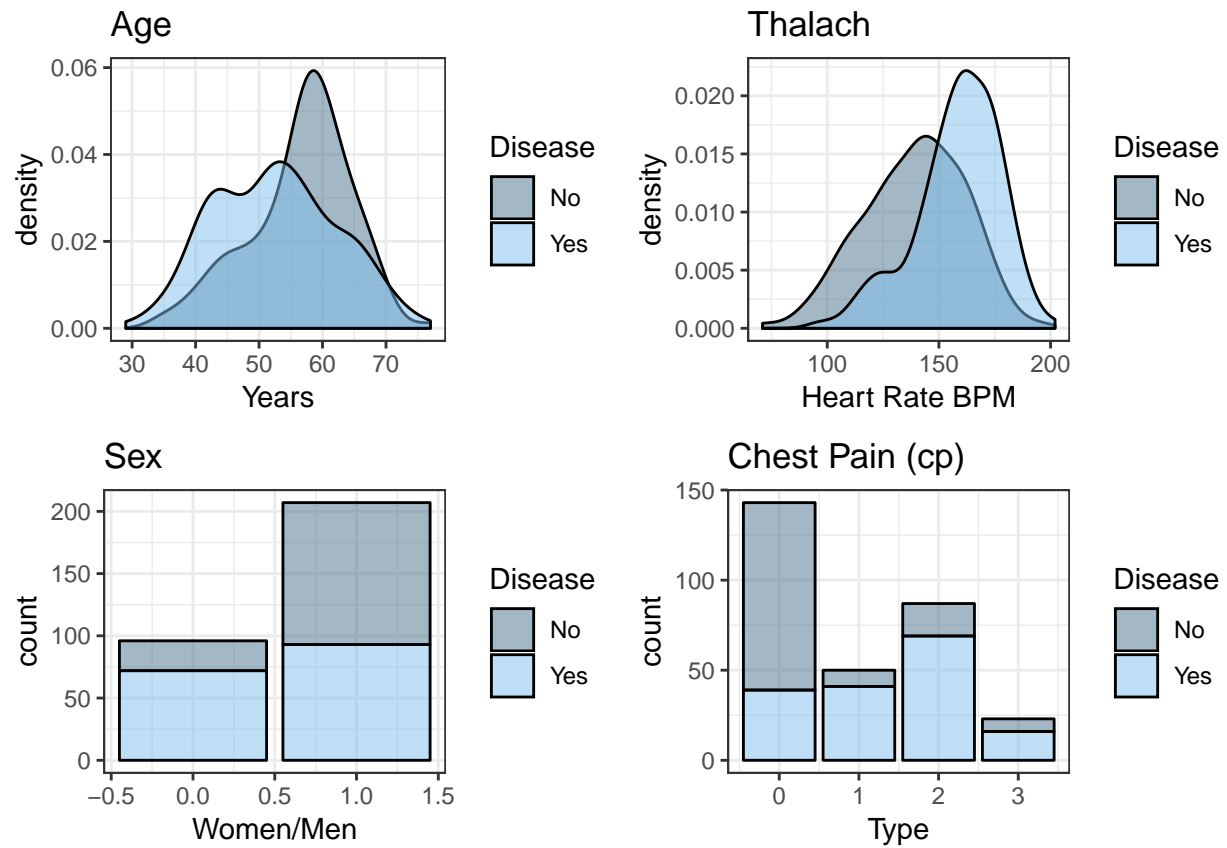 Age
0.06
0.04
0.02
0.00
density
30 40 50 60 70
Years
Disease
No
Yes
Thalach
0.020
0.015
0.010
0.005
0.000
density
100 150 200
Heart Rate BPM
Disease
No
Yes
Sex
200
150
100
50
0
count
−0.5 0.0 0.5 1.0 1.5
Women/Men
Disease
No
Yes
Chest Pain (cp)
150
100
50
0
count
0 1 2 3
Type
Disease
No
Yes